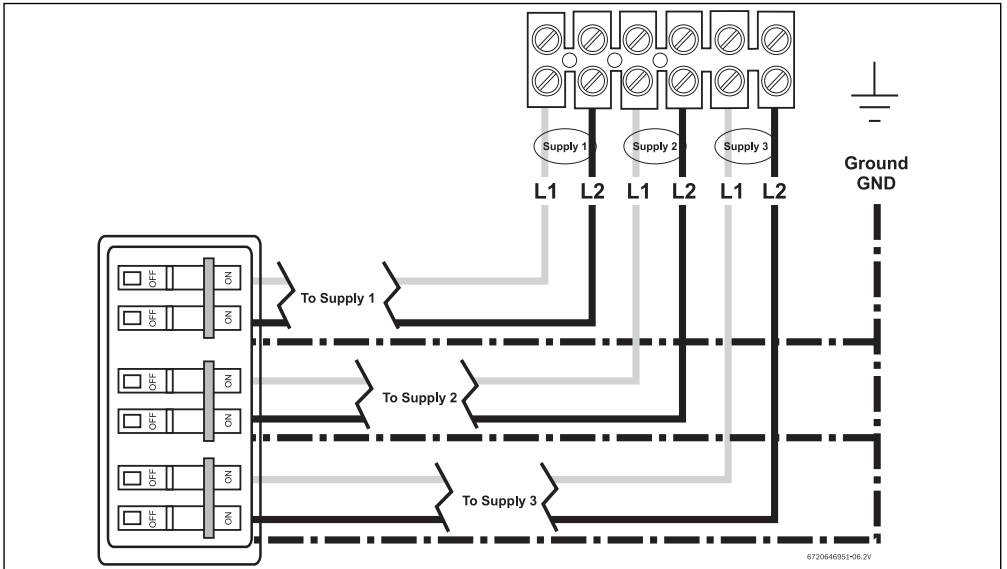 Supply 1 Supply 2 Supply 3
L1 L2 L1 L2 L1 L2
Ground
GND
OFF ON
To Supply 1
OFF ON
OFF ON
To Supply 2
OFF ON
OFF ON
To Supply 3
OFF ON
6720646951-06.2V